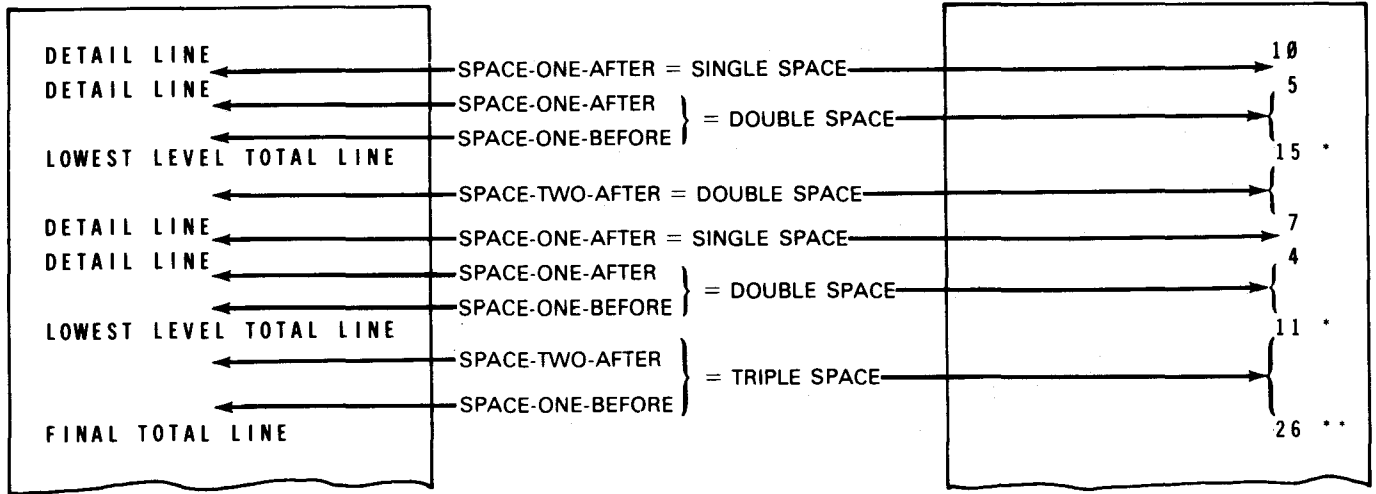 DETAIL LINE
SPACE-ONE-AFTER = SINGLE SPACE
10
DETAIL LINE
5
SPACE-ONE-AFTER
SPACE-ONE-BEFORE
= DOUBLE SPACE
LOWEST LEVEL TOTAL LINE
15 *
SPACE-TWO-AFTER = DOUBLE SPACE
DETAIL LINE
7
SPACE-ONE-AFTER = SINGLE SPACE
DETAIL LINE
4
SPACE-ONE-AFTER
SPACE-ONE-BEFORE
= DOUBLE SPACE
LOWEST LEVEL TOTAL LINE
11 *
SPACE-TWO-AFTER
SPACE-ONE-BEFORE
= TRIPLE SPACE
FINAL TOTAL LINE
26 **